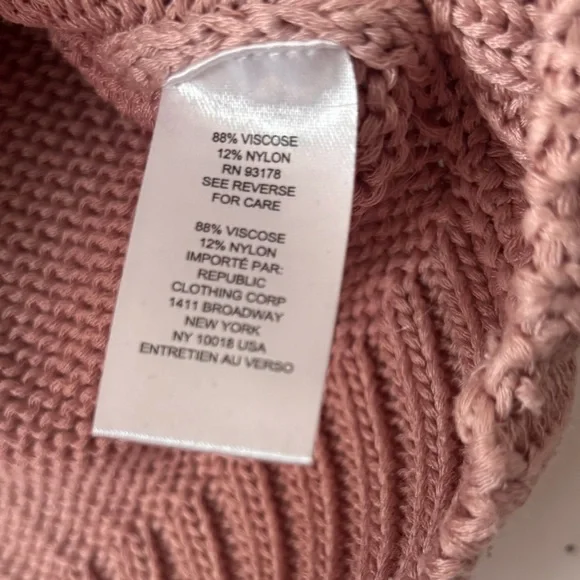 88% VISCOSE
12% NYLON
RN 93178
SEE REVERSE
FOR CARE
88% VISCOSE
12% NYLON
IMPORTÉ PAR:
REPUBLIC
CLOTHING CORP
1411 BROADWAY
NEW YORK
NY 10018 USA
ENTRETIEN AU VERSO